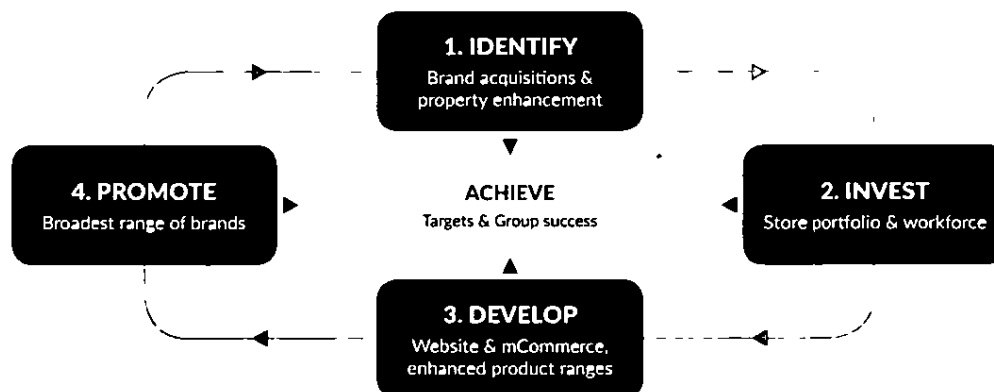 1. IDENTIFY
Brand acquisitions &
property enhancement
4. PROMOTE
Broadest range of brands
ACHIEVE
Targets & Group success
2. INVEST
Store portfolio & workforce
3. DEVELOP
Website & mCommerce,
enhanced product ranges